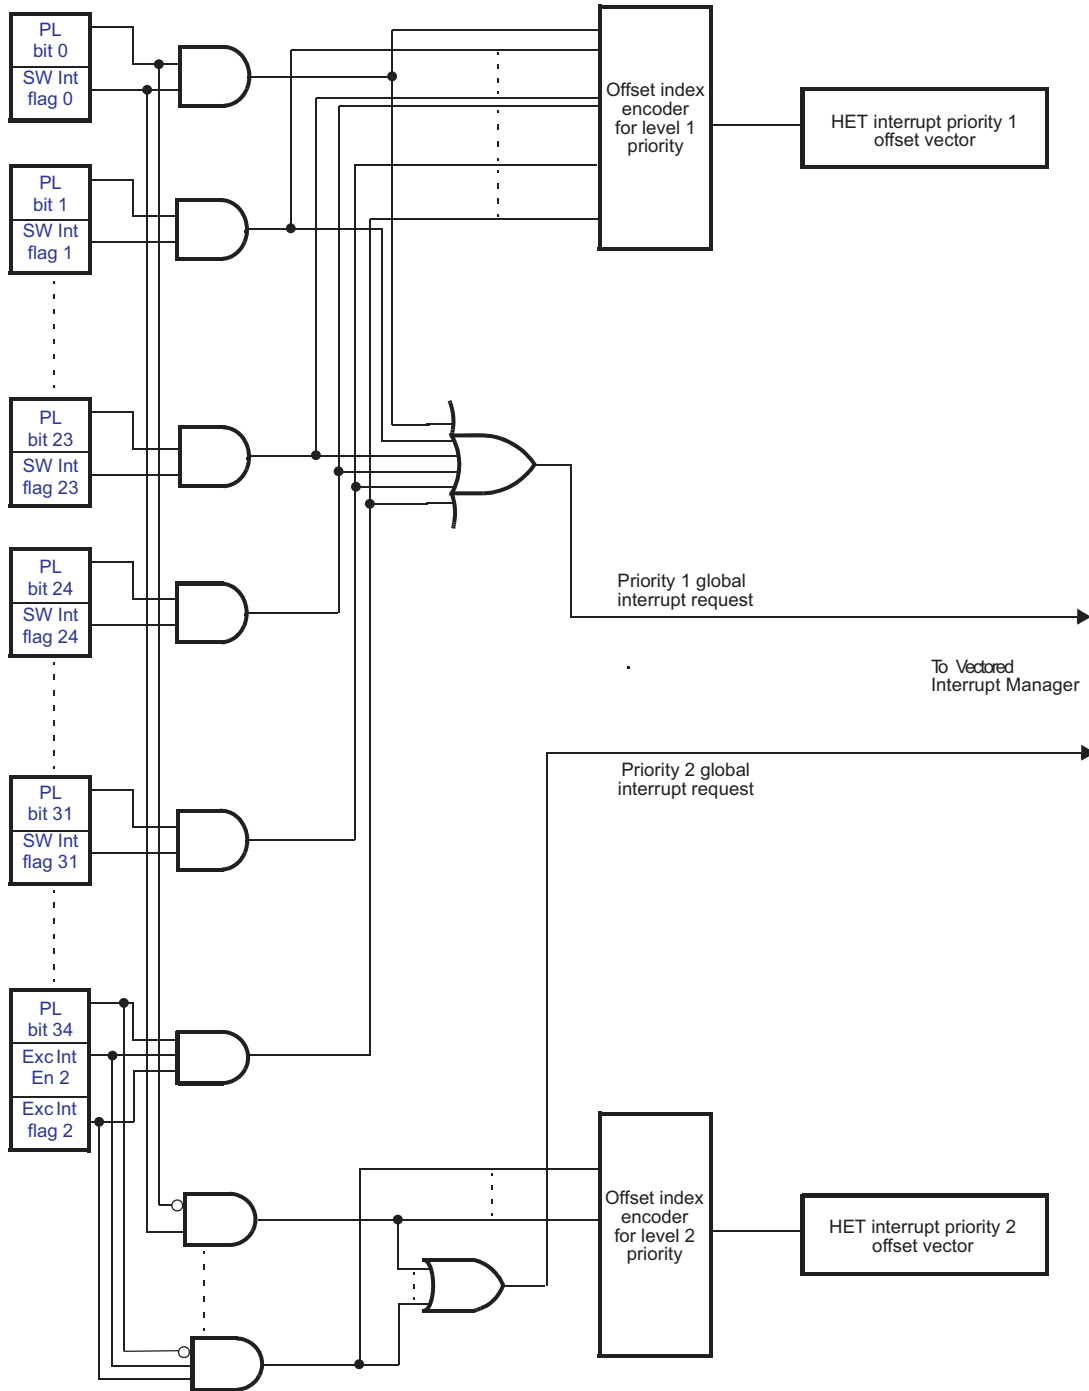 PL
bit 0
SW Int
flag 0
Offset index
encoder
for level 1
priority
HET interrupt priority 1
offset vector
PL
bit 1
SW Int
flag 1
PL
bit 23
SW Int
flag 23
PL
bit 24
SW Int
flag 24
Priority 1 global
interrupt request
To Vectored
Interrupt Manager
Priority 2 global
interrupt request
PL
bit 31
SW Int
flag 31
PL
bit 34
Exc Int
En 2
Exc Int
flag 2
Offset index
encoder
for level 2
priority
HET interrupt priority 2
offset vector